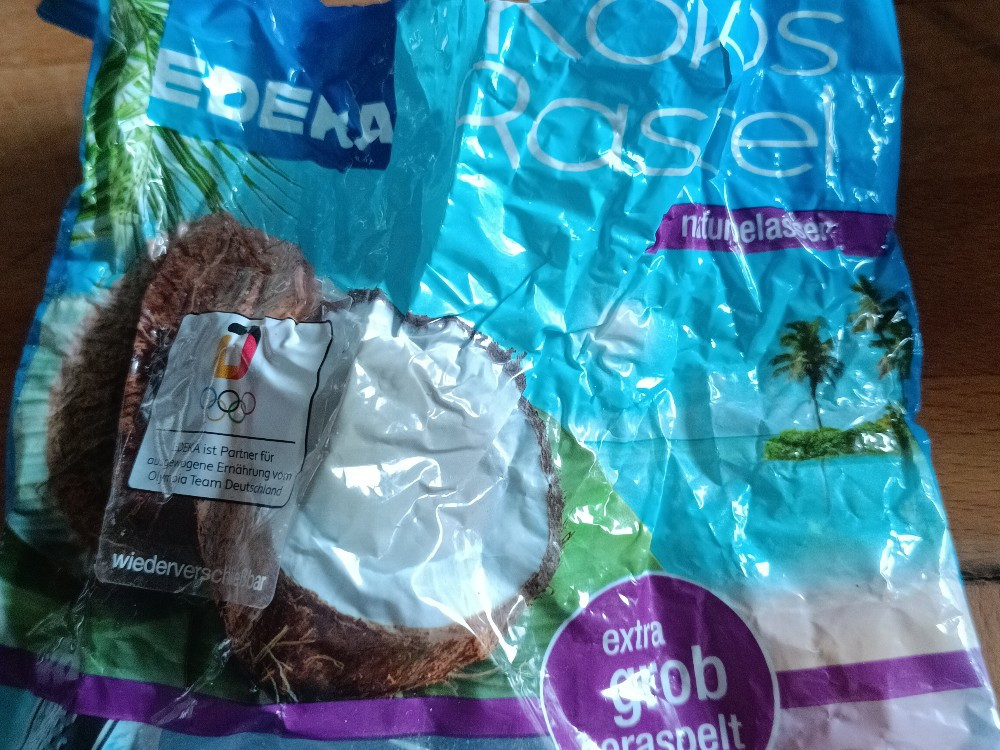 EDEKA
Kokos
Raspel
naturbelassen
EDEKA ist Partner für
ausgewogene Ernährung vom
Olympia Team Deutschland
wiederverschließbar
extra
grob
geraspelt